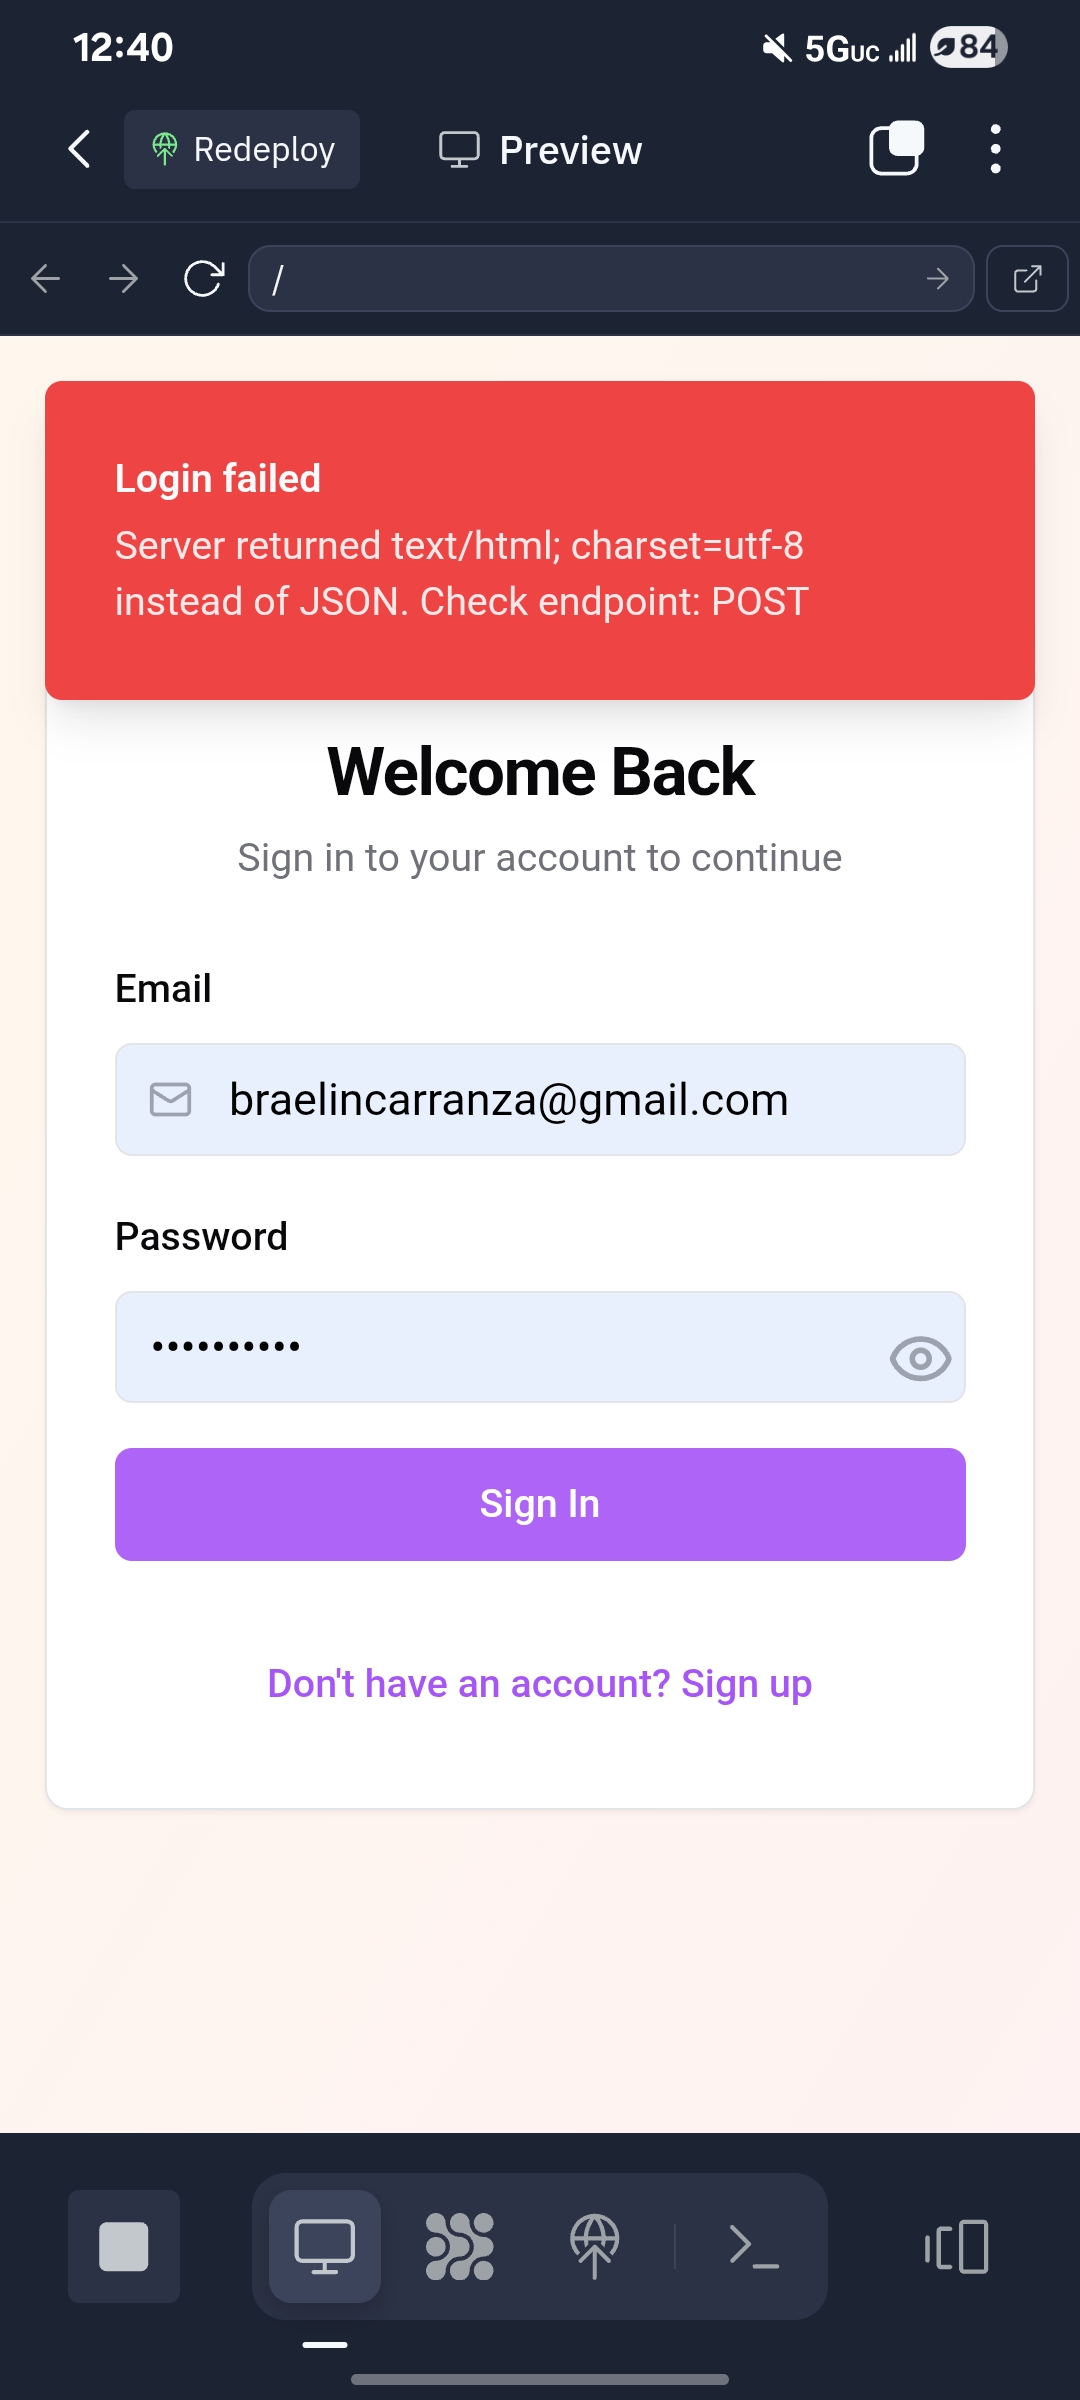 12:40
5GUC
84
Redeploy
Preview
/
Login failed
Server returned text/html; charset=utf-8
instead of JSON. Check endpoint: POST
Welcome Back
Sign in to your account to continue
Email
braelincarranza@gmail.com
Password
••••••••••
Sign In
Don't have an account? Sign up